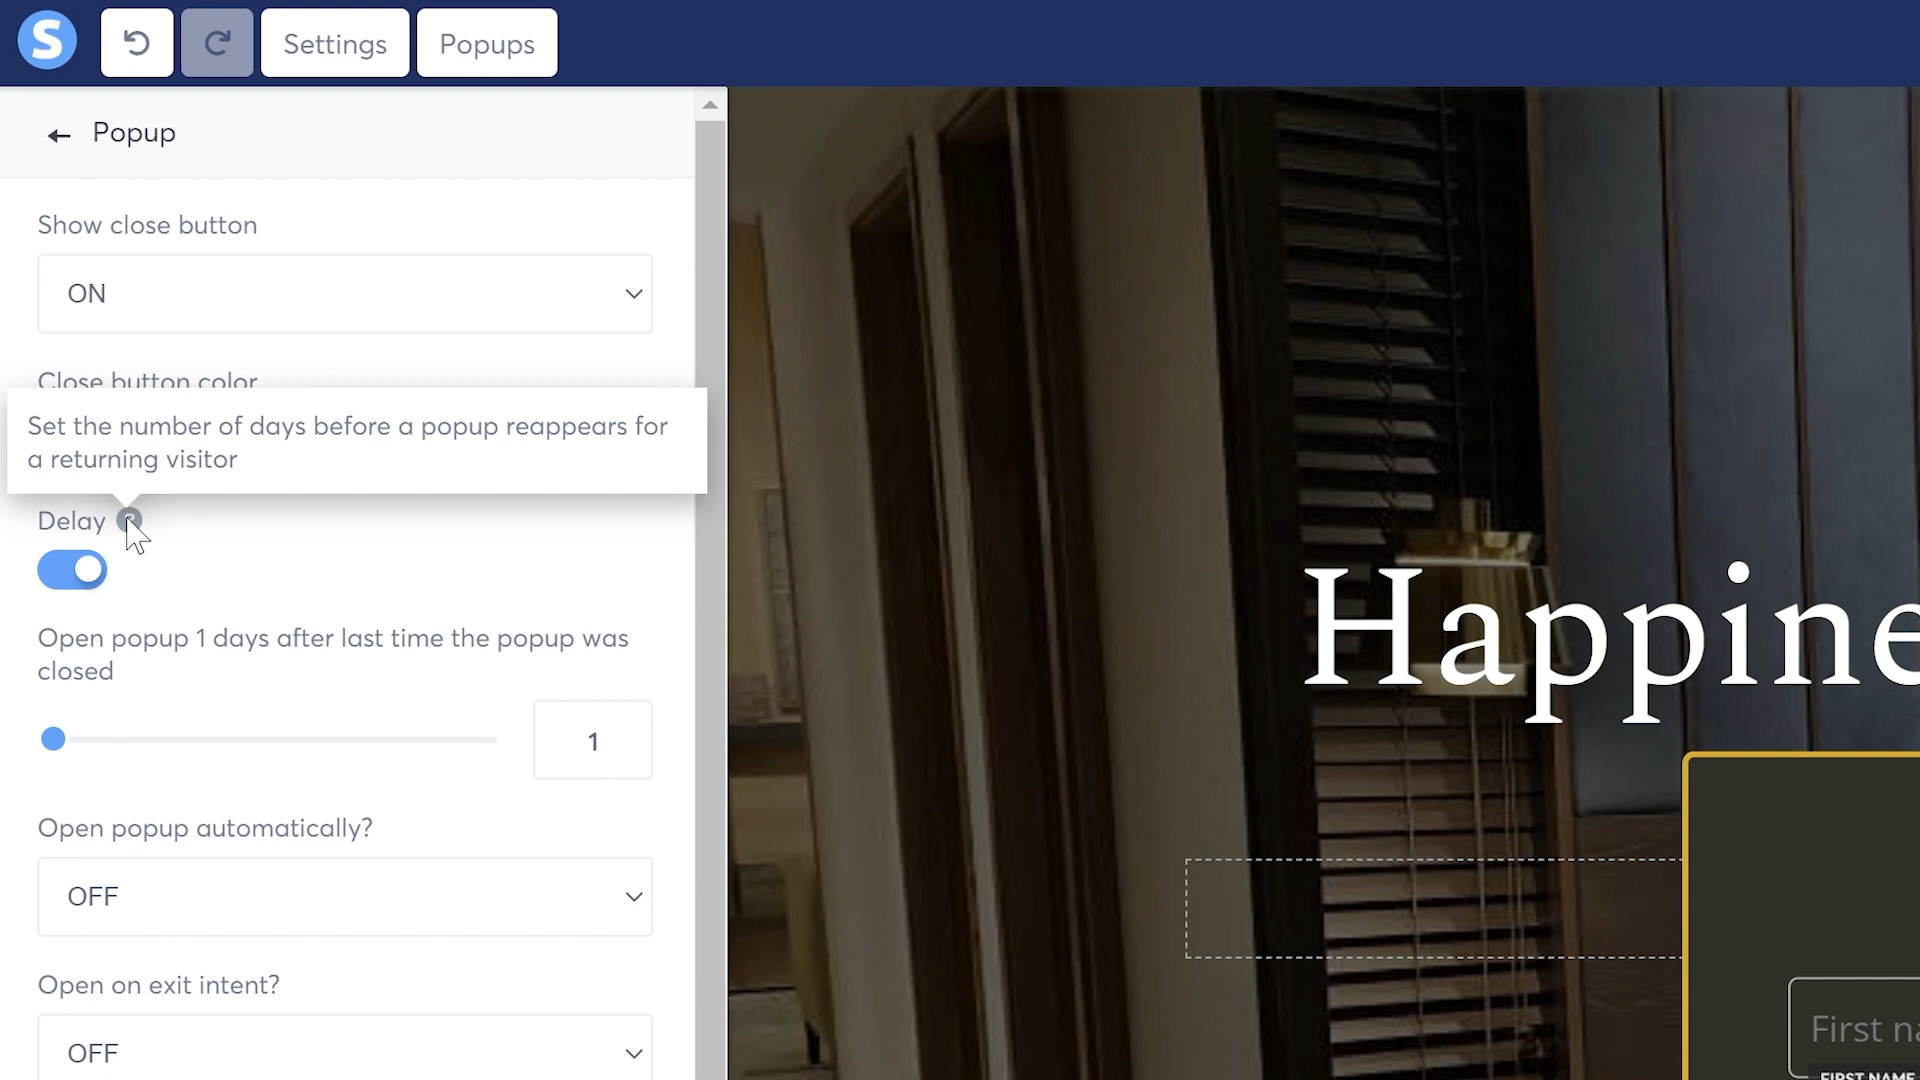 S
Settings
Popups
Popup
Show close button
ON
Close button color
Set the number of days before a popup reappears for
a returning visitor
Delay
Open popup 1 days after last time the popup was
closed
1
Open popup automatically?
OFF
Open on exit intent?
OFF
Happine
First na
FIRST NAME